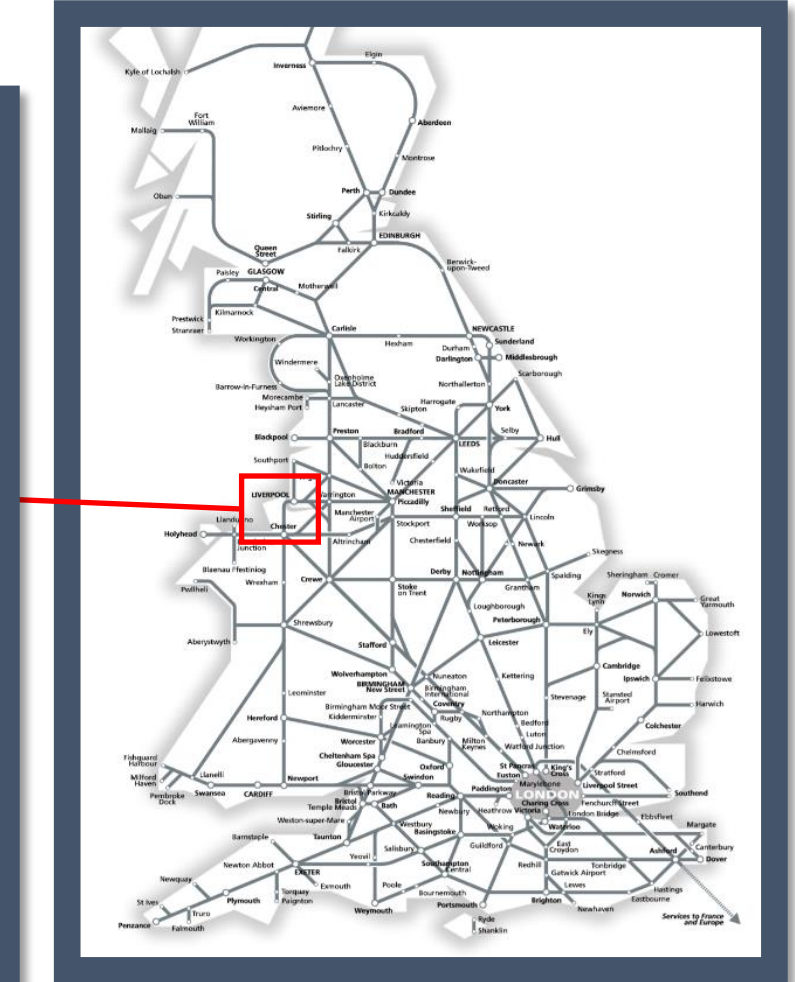 Elgin
Inverness
Kyle of Lochalsh
Aviemore
Fort
William
Aberdeen
Mallaig
Pitlochry
Montrose
Perth
Dundee
Oban
Stirling
Kirkcaldy
EDINBURGH
Queen
Street
Falkirk
Berwick-
upon-Tweed
Paisley
GLASGOW
Central
Motherwell
Kilmarnock
Prestwick
Stranraer
Carlisle
NEWCASTLE
Workington
Hexham
Sunderland
Durham
Windermere
Darlington
Middlesbrough
Scarborough
Oxenholme
Lake District
Northallerton
Barrow-in-Furness
Morecambe
Heysham Port
Lancaster
Harrogate
Skipton
York
Blackpool
Preston
Bradford
Selby
Hull
Blackburn
LEEDS
Huddersfield
Southport
Bolton
Wakefield
Victoria
Doncaster
Grimsby
LIVERPOOL
Warrington
MANCHESTER
Piccadilly
Manchester
Airport
Sheffield
Retford
Lincoln
Llandudno
Chester
Stockport
Worksop
Holyhead
Junction
Altrincham
Chesterfield
Newark
Skegness
Blaenau Ffestiniog
Wrexham
Crewe
Derby
Nottingham
Spalding
Sheringham
Cromer
Pwllheli
Stoke
on Trent
Grantham
Kings
Lynn
Norwich
Great
Yarmouth
Loughborough
Shrewsbury
Peterborough
Ely
Lowestoft
Aberystwyth
Stafford
Leicester
Cambridge
Wolverhampton
Nuneaton
Kettering
Ipswich
Felixstowe
BIRMINGHAM
New Street
Birmingham
International
Leominster
Stevenage
Stansted
Airport
Birmingham Moor Street
Coventry
Northampton
Harwich
Kidderminster
Rugby
Hereford
Leamington
Spa
Bedford
Colchester
Abergavenny
Worcester
Banbury
Milton
Keynes
Luton
Watford Junction
Chelmsford
Cheltenham Spa
Gloucester
Oxford
St Pancras
King's
Cross
Fishguard
Harbour
Euston
Stratford
Milford
Haven
Llanelli
Newport
Swindon
Marylebone
Liverpool Street
Pembroke
Dock
Swansea
CARDIFF
Bristol Parkway
Reading
Paddington
LONDON
Southend
Bristol
Temple Meads
Bath
Charing Cross
Fenchurch Street
Newbury
Heathrow
Victoria
London Bridge
Ebbsfleet
Weston-super-Mare
Westbury
Basingstoke
Woking
Waterloo
Margate
Barnstaple
Taunton
Salisbury
Guildford
East
Croydon
Canterbury
Yeovil
Ashford
Dover
Newton Abbot
EXETER
Southampton
Central
Redhill
Tonbridge
Gatwick Airport
Newquay
Exmouth
Poole
Lewes
Hastings
Torquay
Paignton
Bournemouth
Eastbourne
Plymouth
Weymouth
Portsmouth
Brighton
Newhaven
St Ives
Truro
Ryde
Services to France
and Europe
Penzance
Falmouth
Shanklin